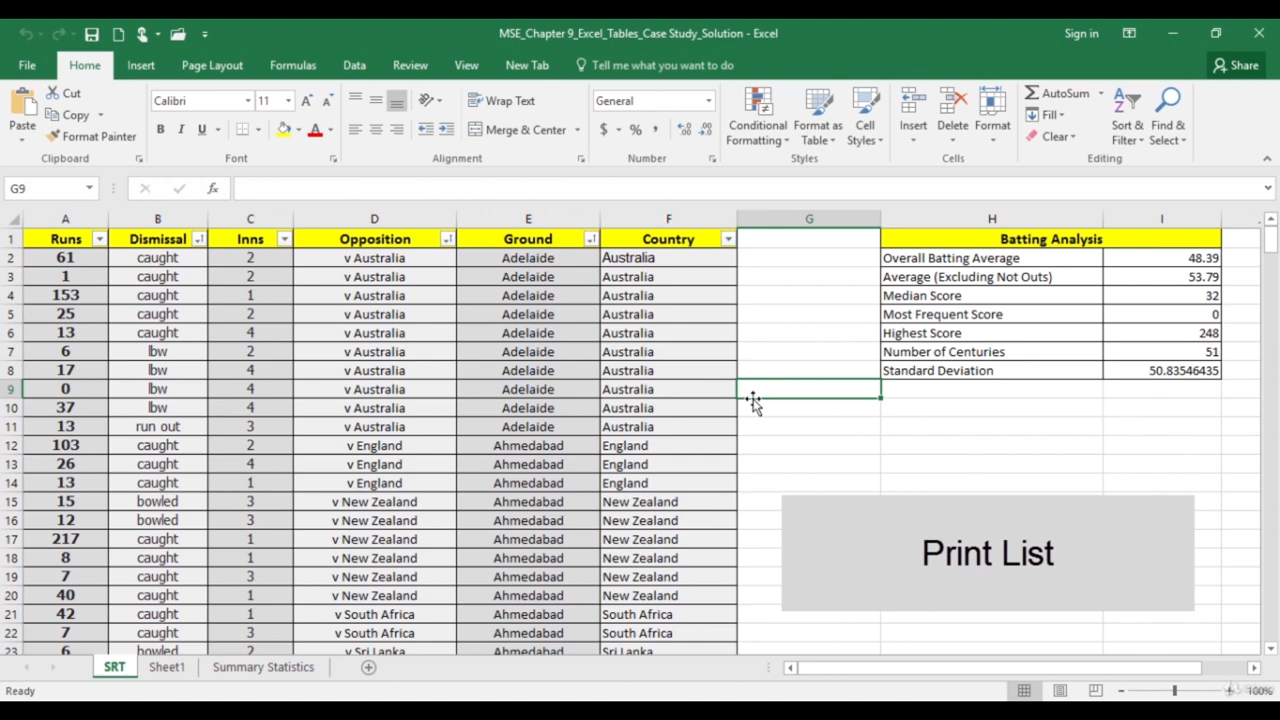 MSE_Chapter 9_Excel_Tables_Case Study_Solution - Excel
Sign in
File Home Insert Page Layout Formulas Data Review View New Tab Tell me what you want to do Share
Cut
Copy
Format Painter
Paste
Clipboard
Calibri 11
B I U
Font
Wrap Text
Merge & Center
Alignment
General
$ % ,
Number
Conditional Formatting
Format as Table
Cell Styles
Styles
Insert Delete Format
Cells
AutoSum
Fill
Clear
Sort & Filter
Find & Select
Editing
G9 fx
A B C D E F G H I
1 Runs Dismissal Inns Opposition Ground Country Batting Analysis
2 61 caught 2 v Australia Adelaide Australia Overall Batting Average 48.39
3 1 caught 2 v Australia Adelaide Australia Average (Excluding Not Outs) 53.79
4 153 caught 1 v Australia Adelaide Australia Median Score 32
5 25 caught 2 v Australia Adelaide Australia Most Frequent Score 0
6 13 caught 4 v Australia Adelaide Australia Highest Score 248
7 6 lbw 2 v Australia Adelaide Australia Number of Centuries 51
8 17 lbw 4 v Australia Adelaide Australia Standard Deviation 50.83546435
9 0 lbw 4 v Australia Adelaide Australia
10 37 lbw 4 v Australia Adelaide Australia
11 13 run out 3 v Australia Adelaide Australia
12 103 caught 2 v England Ahmedabad England
13 26 caught 4 v England Ahmedabad England
14 13 caught 1 v England Ahmedabad England
15 15 bowled 3 v New Zealand Ahmedabad New Zealand
16 12 bowled 3 v New Zealand Ahmedabad New Zealand
17 217 caught 1 v New Zealand Ahmedabad New Zealand
18 8 caught 1 v New Zealand Ahmedabad New Zealand
19 7 caught 3 v New Zealand Ahmedabad New Zealand
20 40 caught 1 v New Zealand Ahmedabad New Zealand
21 42 caught 1 v South Africa Ahmedabad South Africa
22 7 caught 3 v South Africa Ahmedabad South Africa
23 6 bowled 2 v Sri Lanka Ahmedabad Sri Lanka
Print List
SRT Sheet1 Summary Statistics
Ready 100%